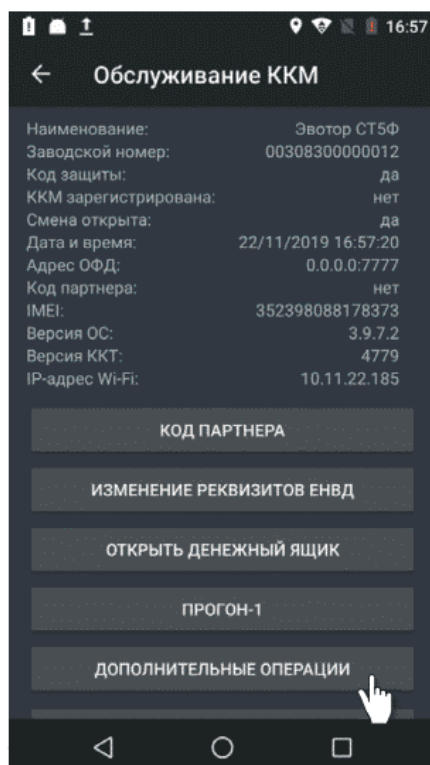 16:57
Обслуживание ККМ
Наименование: Эвотор СТ5Ф
Заводской номер: 00308300000012
Код защиты: да
ККМ зарегистрирована: нет
Смена открыта: да
Дата и время: 22/11/2019 16:57:20
Адрес ОФД: 0.0.0.0:7777
Код партнера: нет
IMEI: 352398088178373
Версия ОС: 3.9.7.2
Версия ККТ: 4779
IP-адрес Wi-Fi: 10.11.22.185
КОД ПАРТНЕРА
ИЗМЕНЕНИЕ РЕКВИЗИТОВ ЕНВД
ОТКРЫТЬ ДЕНЕЖНЫЙ ЯЩИК
ПРОГОН-1
ДОПОЛНИТЕЛЬНЫЕ ОПЕРАЦИИ